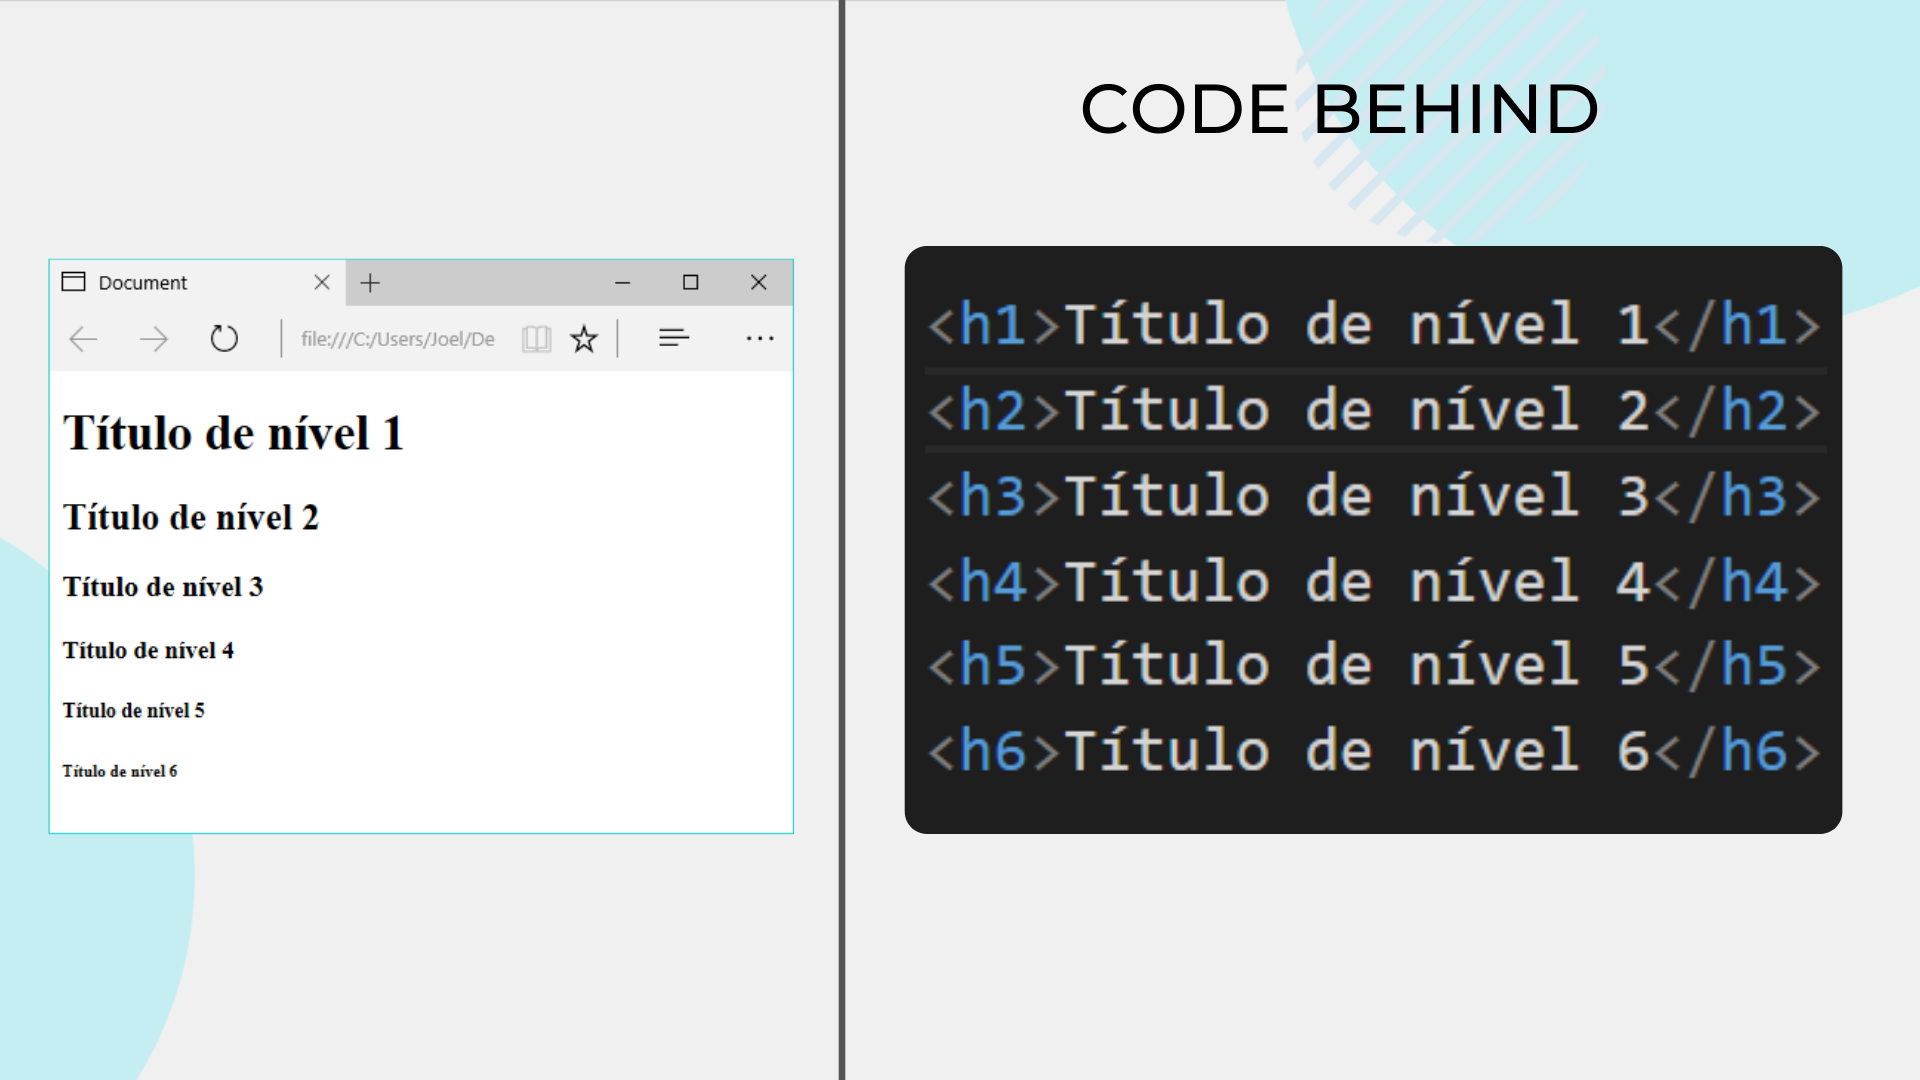 Document
file:///C:/Users/Joel/De
Título de nível 1
Título de nível 2
Título de nível 3
Título de nível 4
Título de nível 5
Título de nível 6
CODE BEHIND
<h1>Título de nível 1</h1>
<h2>Título de nível 2</h2>
<h3>Título de nível 3</h3>
<h4>Título de nível 4</h4>
<h5>Título de nível 5</h5>
<h6>Título de nível 6</h6>